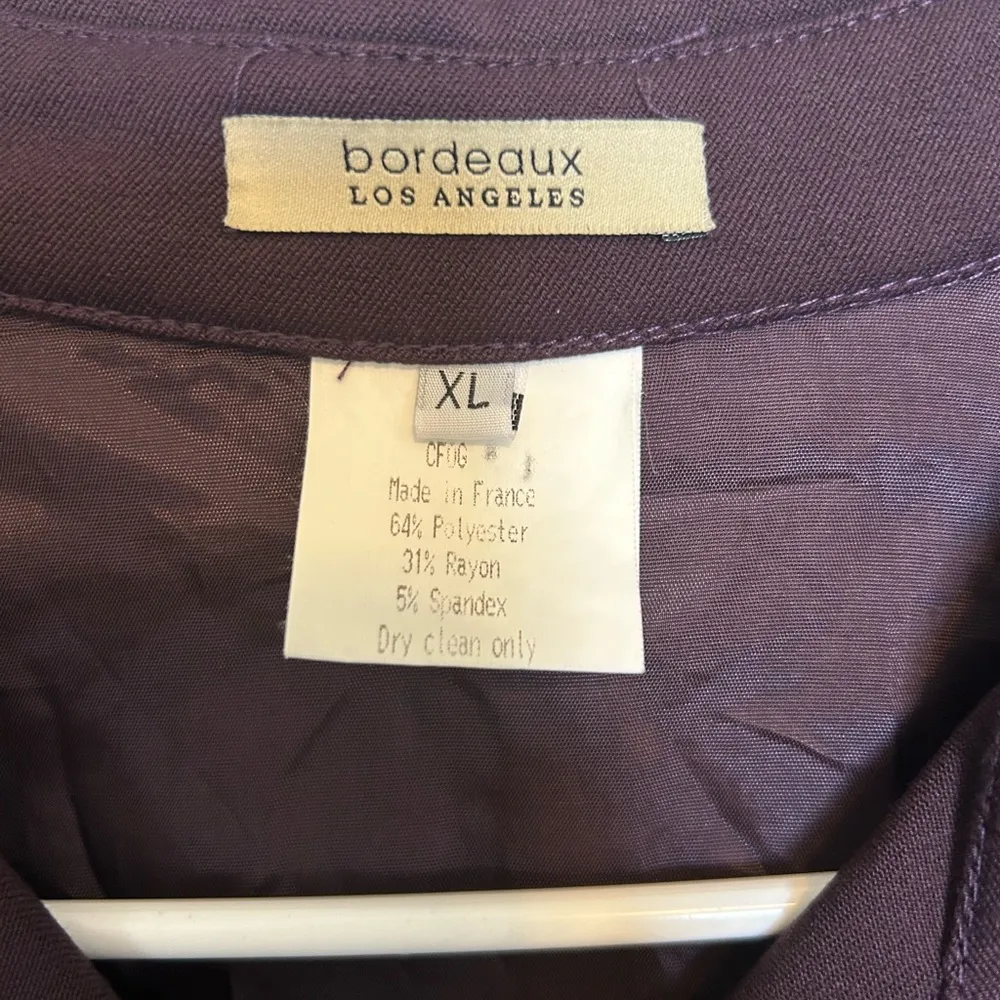 bordeaux
LOS ANGELES
XL
CFOG
Made in France
64% Polyester
31% Rayon
5% Spandex
Dry clean only